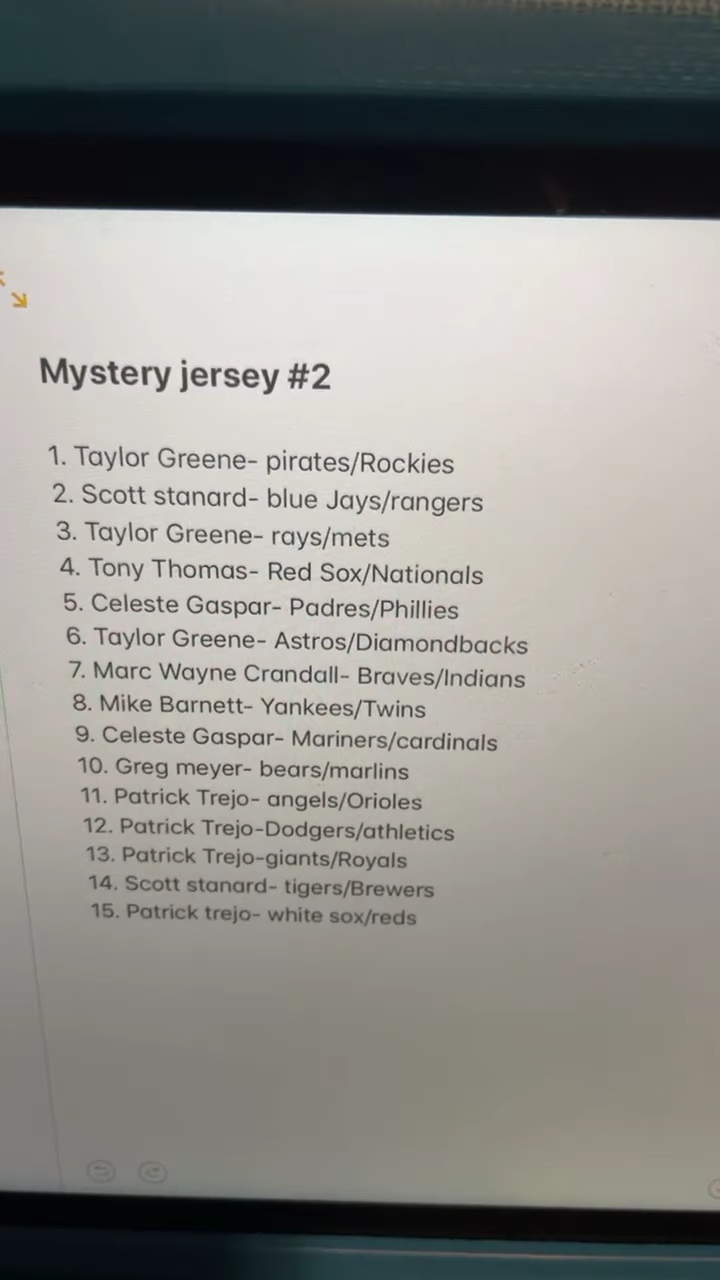 Mystery jersey #2
1. Taylor Greene- pirates/Rockies
2. Scott stanard- blue Jays/rangers
3. Taylor Greene- rays/mets
4. Tony Thomas- Red Sox/Nationals
5. Celeste Gaspar- Padres/Phillies
6. Taylor Greene- Astros/Diamondbacks
7. Marc Wayne Crandall- Braves/Indians
8. Mike Barnett- Yankees/Twins
9. Celeste Gaspar- Mariners/cardinals
10. Greg meyer- bears/marlins
11. Patrick Trejo- angels/Orioles
12. Patrick Trejo-Dodgers/athletics
13. Patrick Trejo-giants/Royals
14. Scott stanard- tigers/Brewers
15. Patrick trejo- white sox/reds